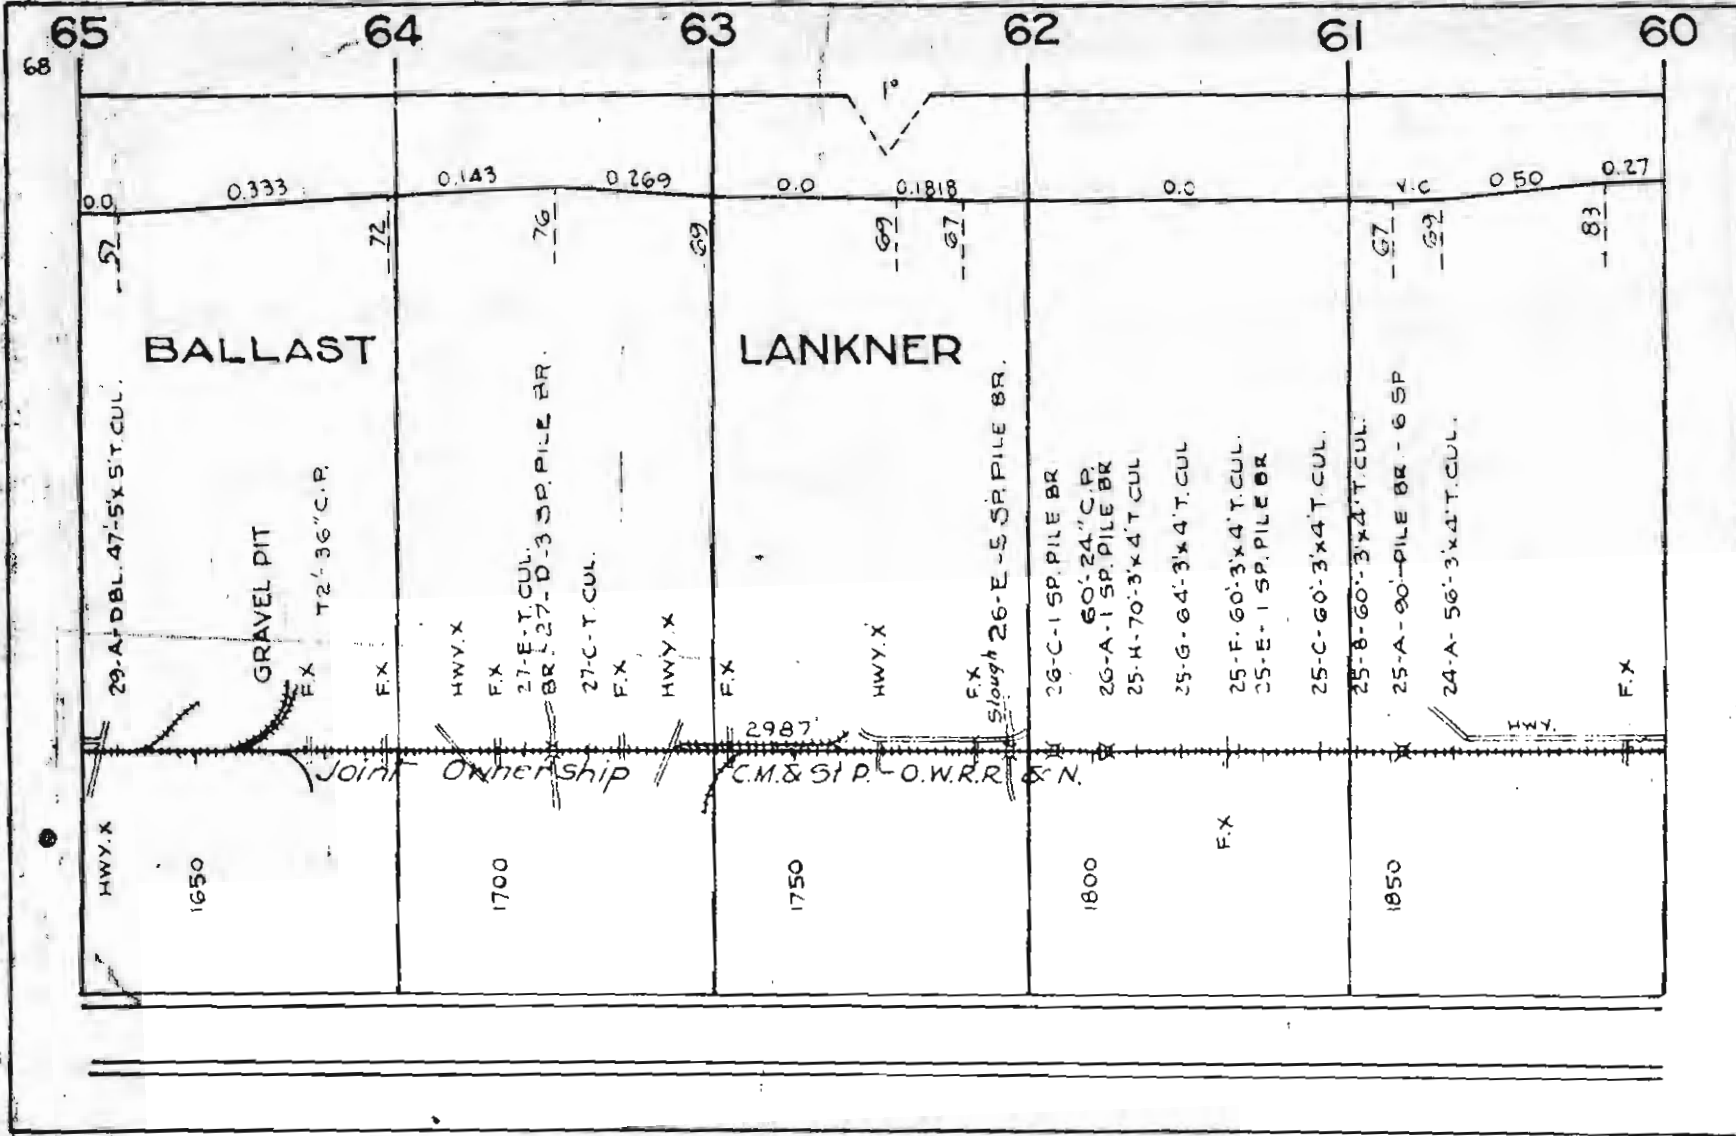 65 64 63 62 61 60
68
1°
0.0 0.333 0.143 0.269 0.0 0.1818 0.0 V.C 0.50 0.27
57 72 76 69 69 67 67 69 83
BALLAST LANKNER
29-A-DBL. 47'-5'x5' T. CUL.
GRAVEL PIT
F.X
72'-36" C.P.
F.X
HWY. X
F.X
27-E-T. CUL.
BR-27-D-3 SP. PILE BR.
27-C-T. CUL.
F.X
HWY. X
F.X
HWY. X
F.X
Slough 26-E-5 SP. PILE BR.
26-C-1 SP. PILE BR
60'-24" C.P.
26-A-1 SP. PILE BR
25-H-70'-3'x4' T. CUL
25-G-64'-3'x4' T. CUL
25-F-60'-3'x4' T. CUL.
25-E-1 SP. PILE BR
25-C-60'-3'x4' T. CUL.
25-B-60'-3'x4' T. CUL.
25-A-90'-PILE BR-6 SP
24-A-56'-3'x4' T. CUL.
F.X
2987'
HWY.
Joint Ownership C.M. & St P. - O.W.R.R. & N.
HWY. X
F.X
1650 1700 1750 1800 1850